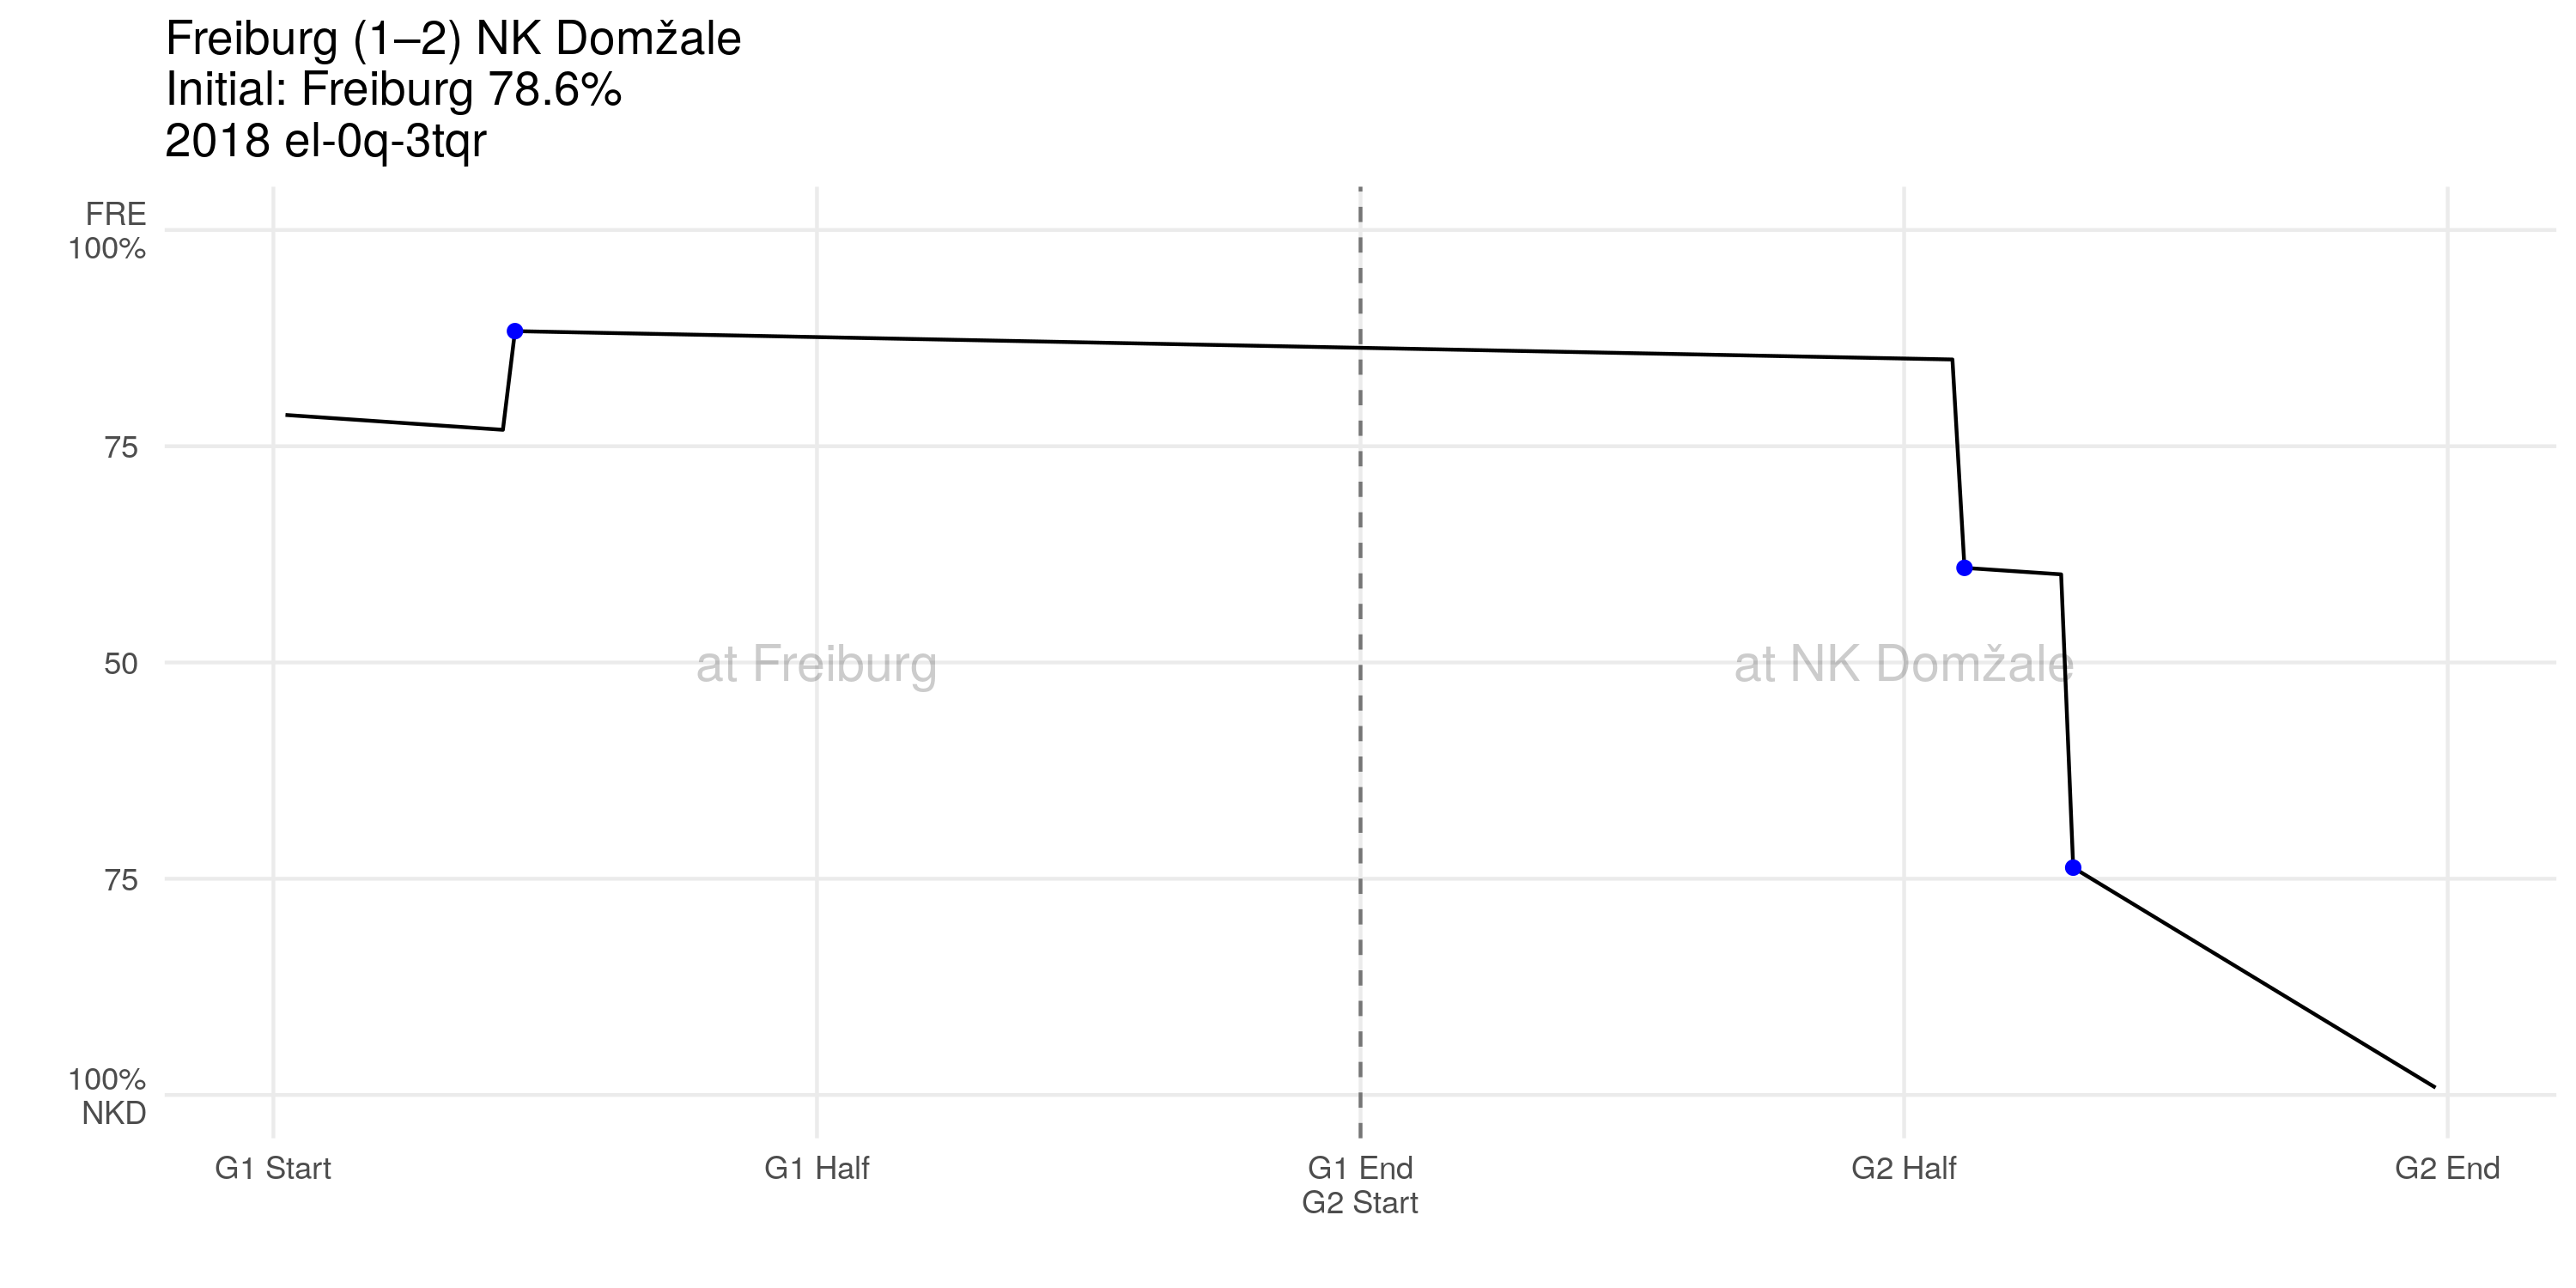 Freiburg (1–2) NK Domžale
Initial: Freiburg 78.6%
2018 el-0q-3tqr
FRE
100%
75
50
75
100%
NKD
at Freiburg
at NK Domžale
G1 Start
G1 Half
G1 End
G2 Start
G2 Half
G2 End